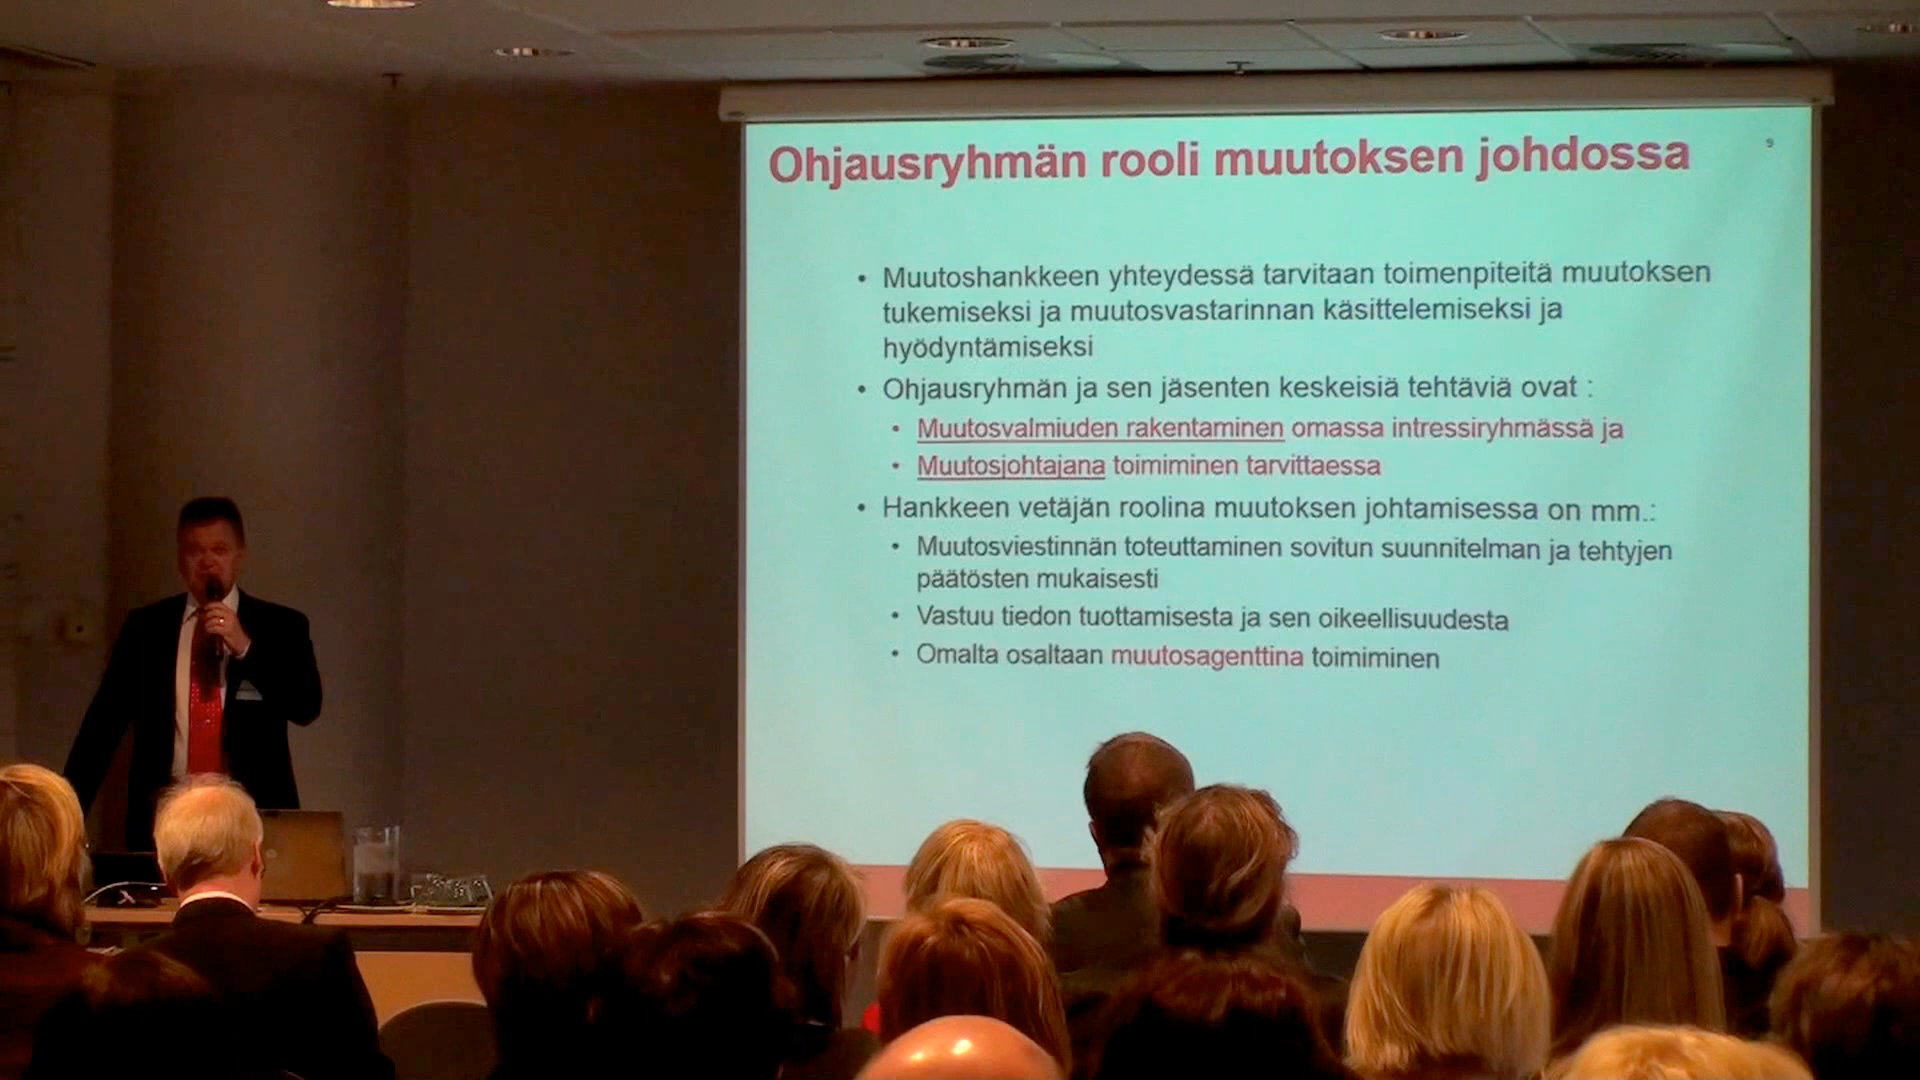 Ohjausryhmän rooli muutoksen johdossa
9
• Muutoshankkeen yhteydessä tarvitaan toimenpiteitä muutoksen
tukemiseksi ja muutosvastarinnan käsittelemiseksi ja
hyödyntämiseksi
• Ohjausryhmän ja sen jäsenten keskeisiä tehtäviä ovat :
• Muutosvalmiuden rakentaminen omassa intressiryhmässä ja
• Muutosjohtajana toimiminen tarvittaessa
• Hankkeen vetäjän roolina muutoksen johtamisessa on mm.:
• Muutosviestinnän toteuttaminen sovitun suunnitelman ja tehtyjen
päätösten mukaisesti
• Vastuu tiedon tuottamisesta ja sen oikeellisuudesta
• Omalta osaltaan muutosagenttina toimiminen